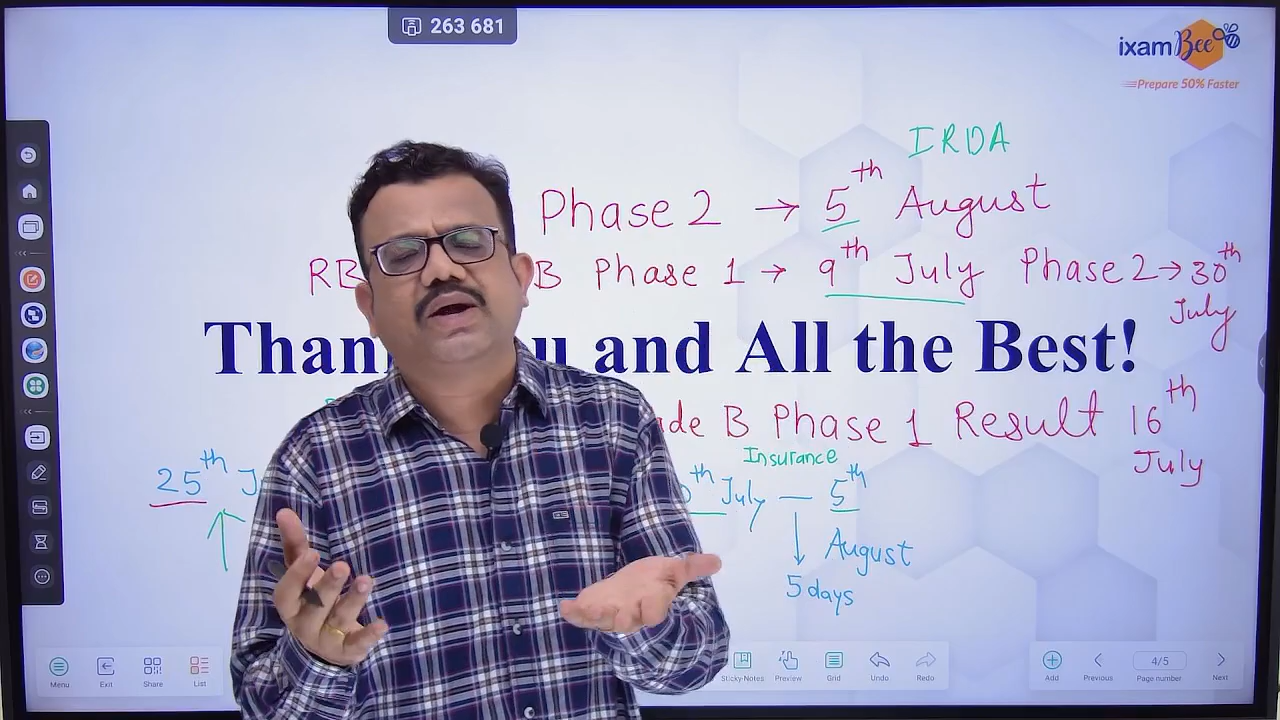 263 681
ixamBee
Prepare 50% Faster
IRDA
Phase 2 → 5th August
RB B Phase 1 → 9th July Phase 2 → 30th July
Than u and All the Best!
ade B Phase 1 Result 16th July
Insurance
25th J th July — 5th August
5 days
Menu Exit Share List Sticky-Notes Preview Grid Undo Redo Add Previous 4/5 Page number Next